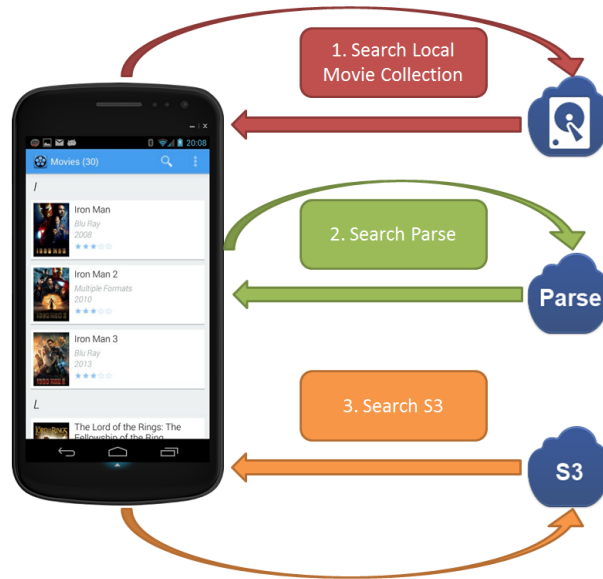 1. Search Local
Movie Collection
20:08
Movies (30)
I
Iron Man
Blu Ray
2008
2. Search Parse
Iron Man 2
Multiple Formats
2010
Parse
Iron Man 3
Blu Ray
2013
3. Search S3
L
The Lord of the Rings: The
Fellowship of the Ring
S3